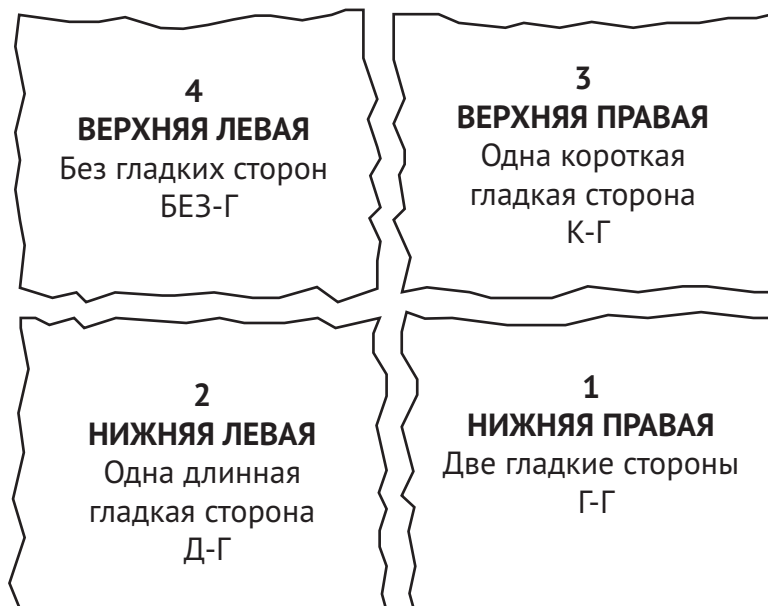 4
ВЕРХНЯЯ ЛЕВАЯ
Без гладких сторон
БЕЗ-Г
3
ВЕРХНЯЯ ПРАВАЯ
Одна короткая
гладкая сторона
К-Г
2
НИЖНЯЯ ЛЕВАЯ
Одна длинная
гладкая сторона
Д-Г
1
НИЖНЯЯ ПРАВАЯ
Две гладкие стороны
Г-Г